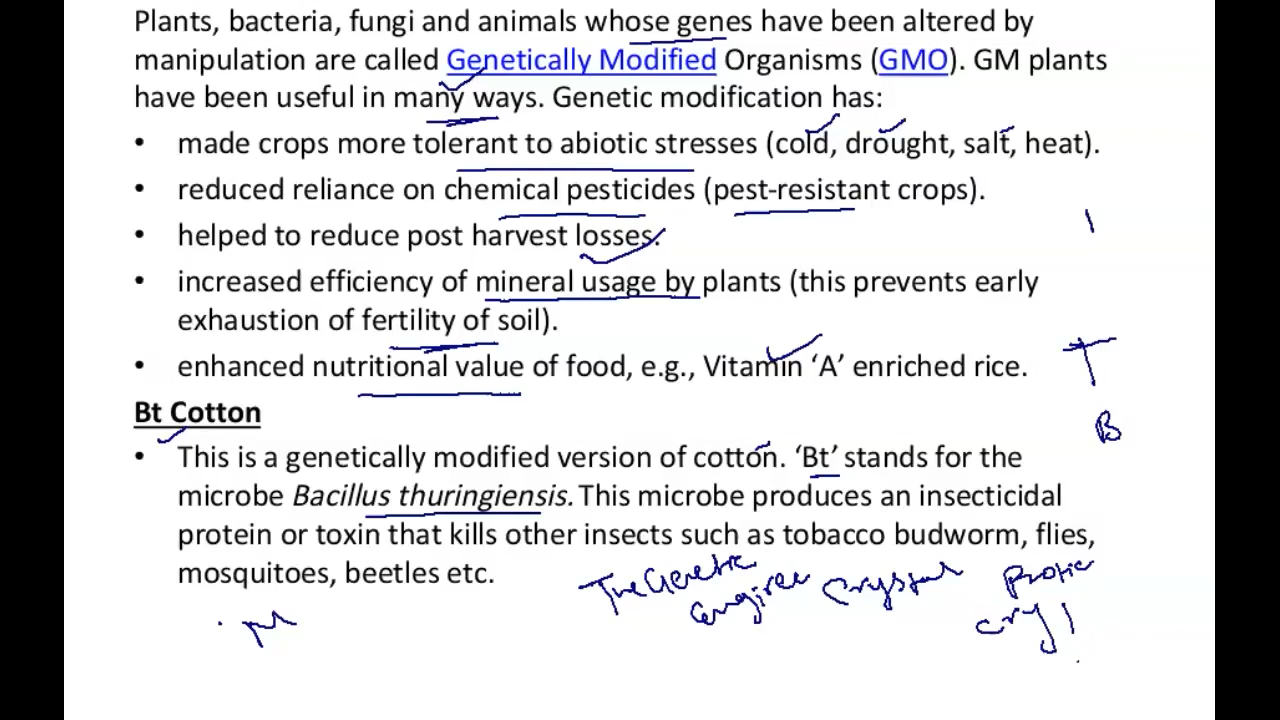 Plants, bacteria, fungi and animals whose genes have been altered by
manipulation are called Genetically Modified Organisms (GMO). GM plants
have been useful in many ways. Genetic modification has:
• made crops more tolerant to abiotic stresses (cold, drought, salt, heat).
• reduced reliance on chemical pesticides (pest-resistant crops).
• helped to reduce post harvest losses.
• increased efficiency of mineral usage by plants (this prevents early
exhaustion of fertility of soil).
• enhanced nutritional value of food, e.g., Vitamin ‘A’ enriched rice.
T
B
Bt Cotton
• This is a genetically modified version of cotton. ‘Bt’ stands for the
microbe Bacillus thuringiensis. This microbe produces an insecticidal
protein or toxin that kills other insects such as tobacco budworm, flies,
mosquitoes, beetles etc.
The Genetic
Crystal
cry 1